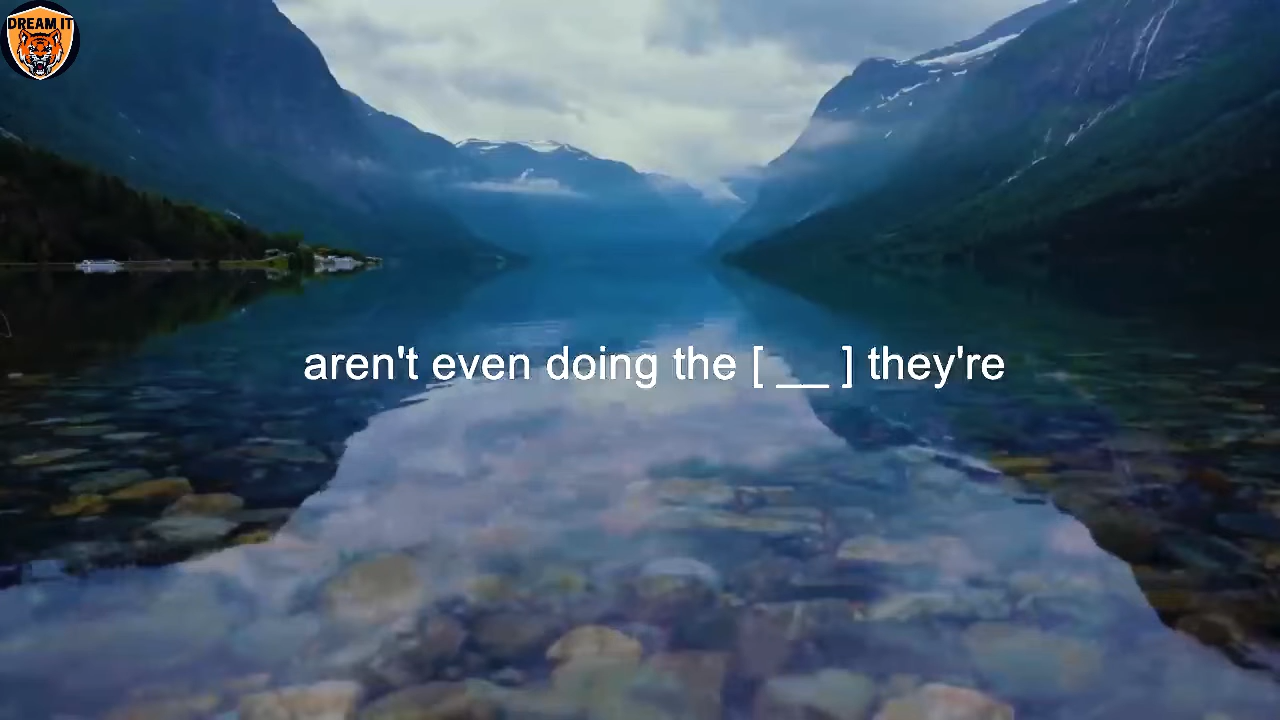 DREAM IT
aren't even doing the [ __ ] they're